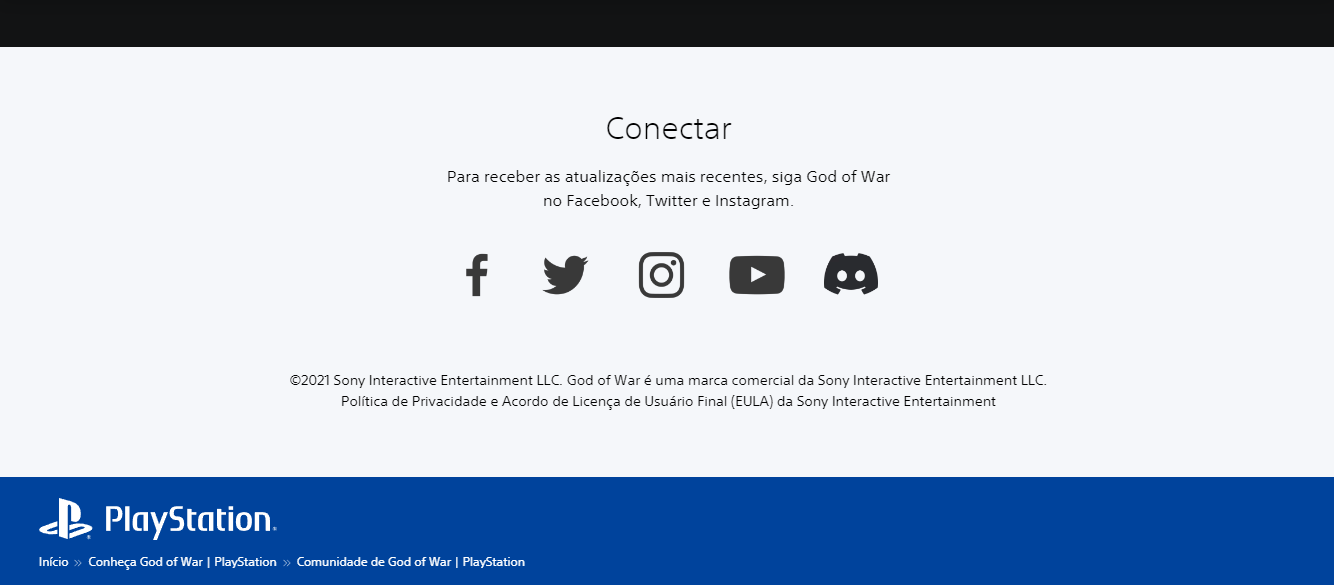 Conectar
Para receber as atualizações mais recentes, siga God of War
no Facebook, Twitter e Instagram.
©2021 Sony Interactive Entertainment LLC. God of War é uma marca comercial da Sony Interactive Entertainment LLC.
Política de Privacidade e Acordo de Licença de Usuário Final (EULA) da Sony Interactive Entertainment
PlayStation®
Início » Conheça God of War | PlayStation » Comunidade de God of War | PlayStation